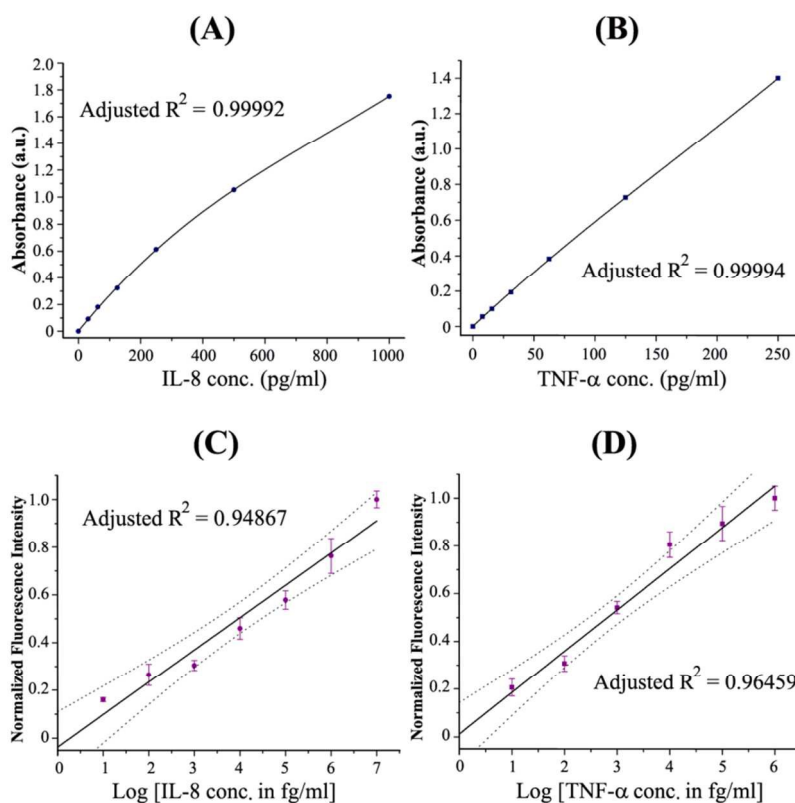 (A)
2.0
1.8
1.6
1.4
1.2
1.0
0.8
0.6
0.4
0.2
0
Absorbance (a.u.)
Adjusted R² = 0.99992
0 200 400 600 800 1000
IL-8 conc. (pg/ml)
(B)
1.4
1.2
1.0
0.8
0.6
0.4
0.2
0
Absorbance (a.u.)
Adjusted R² = 0.99994
0 25 50 75 100 125 150 175 200 225 250
TNF-α conc. (pg/ml)
(C)
1.0
0.8
0.6
0.4
0.2
0
Normalized Fluorescence Intensity
Adjusted R² = 0.94867
0 1 2 3 4 5 6 7
Log [IL-8 conc. in fg/ml]
(D)
1.0
0.8
0.6
0.4
0.2
0
Normalized Fluorescence Intensity
Adjusted R² = 0.96459
0 1 2 3 4 5 6
Log [TNF-α conc. in fg/ml]